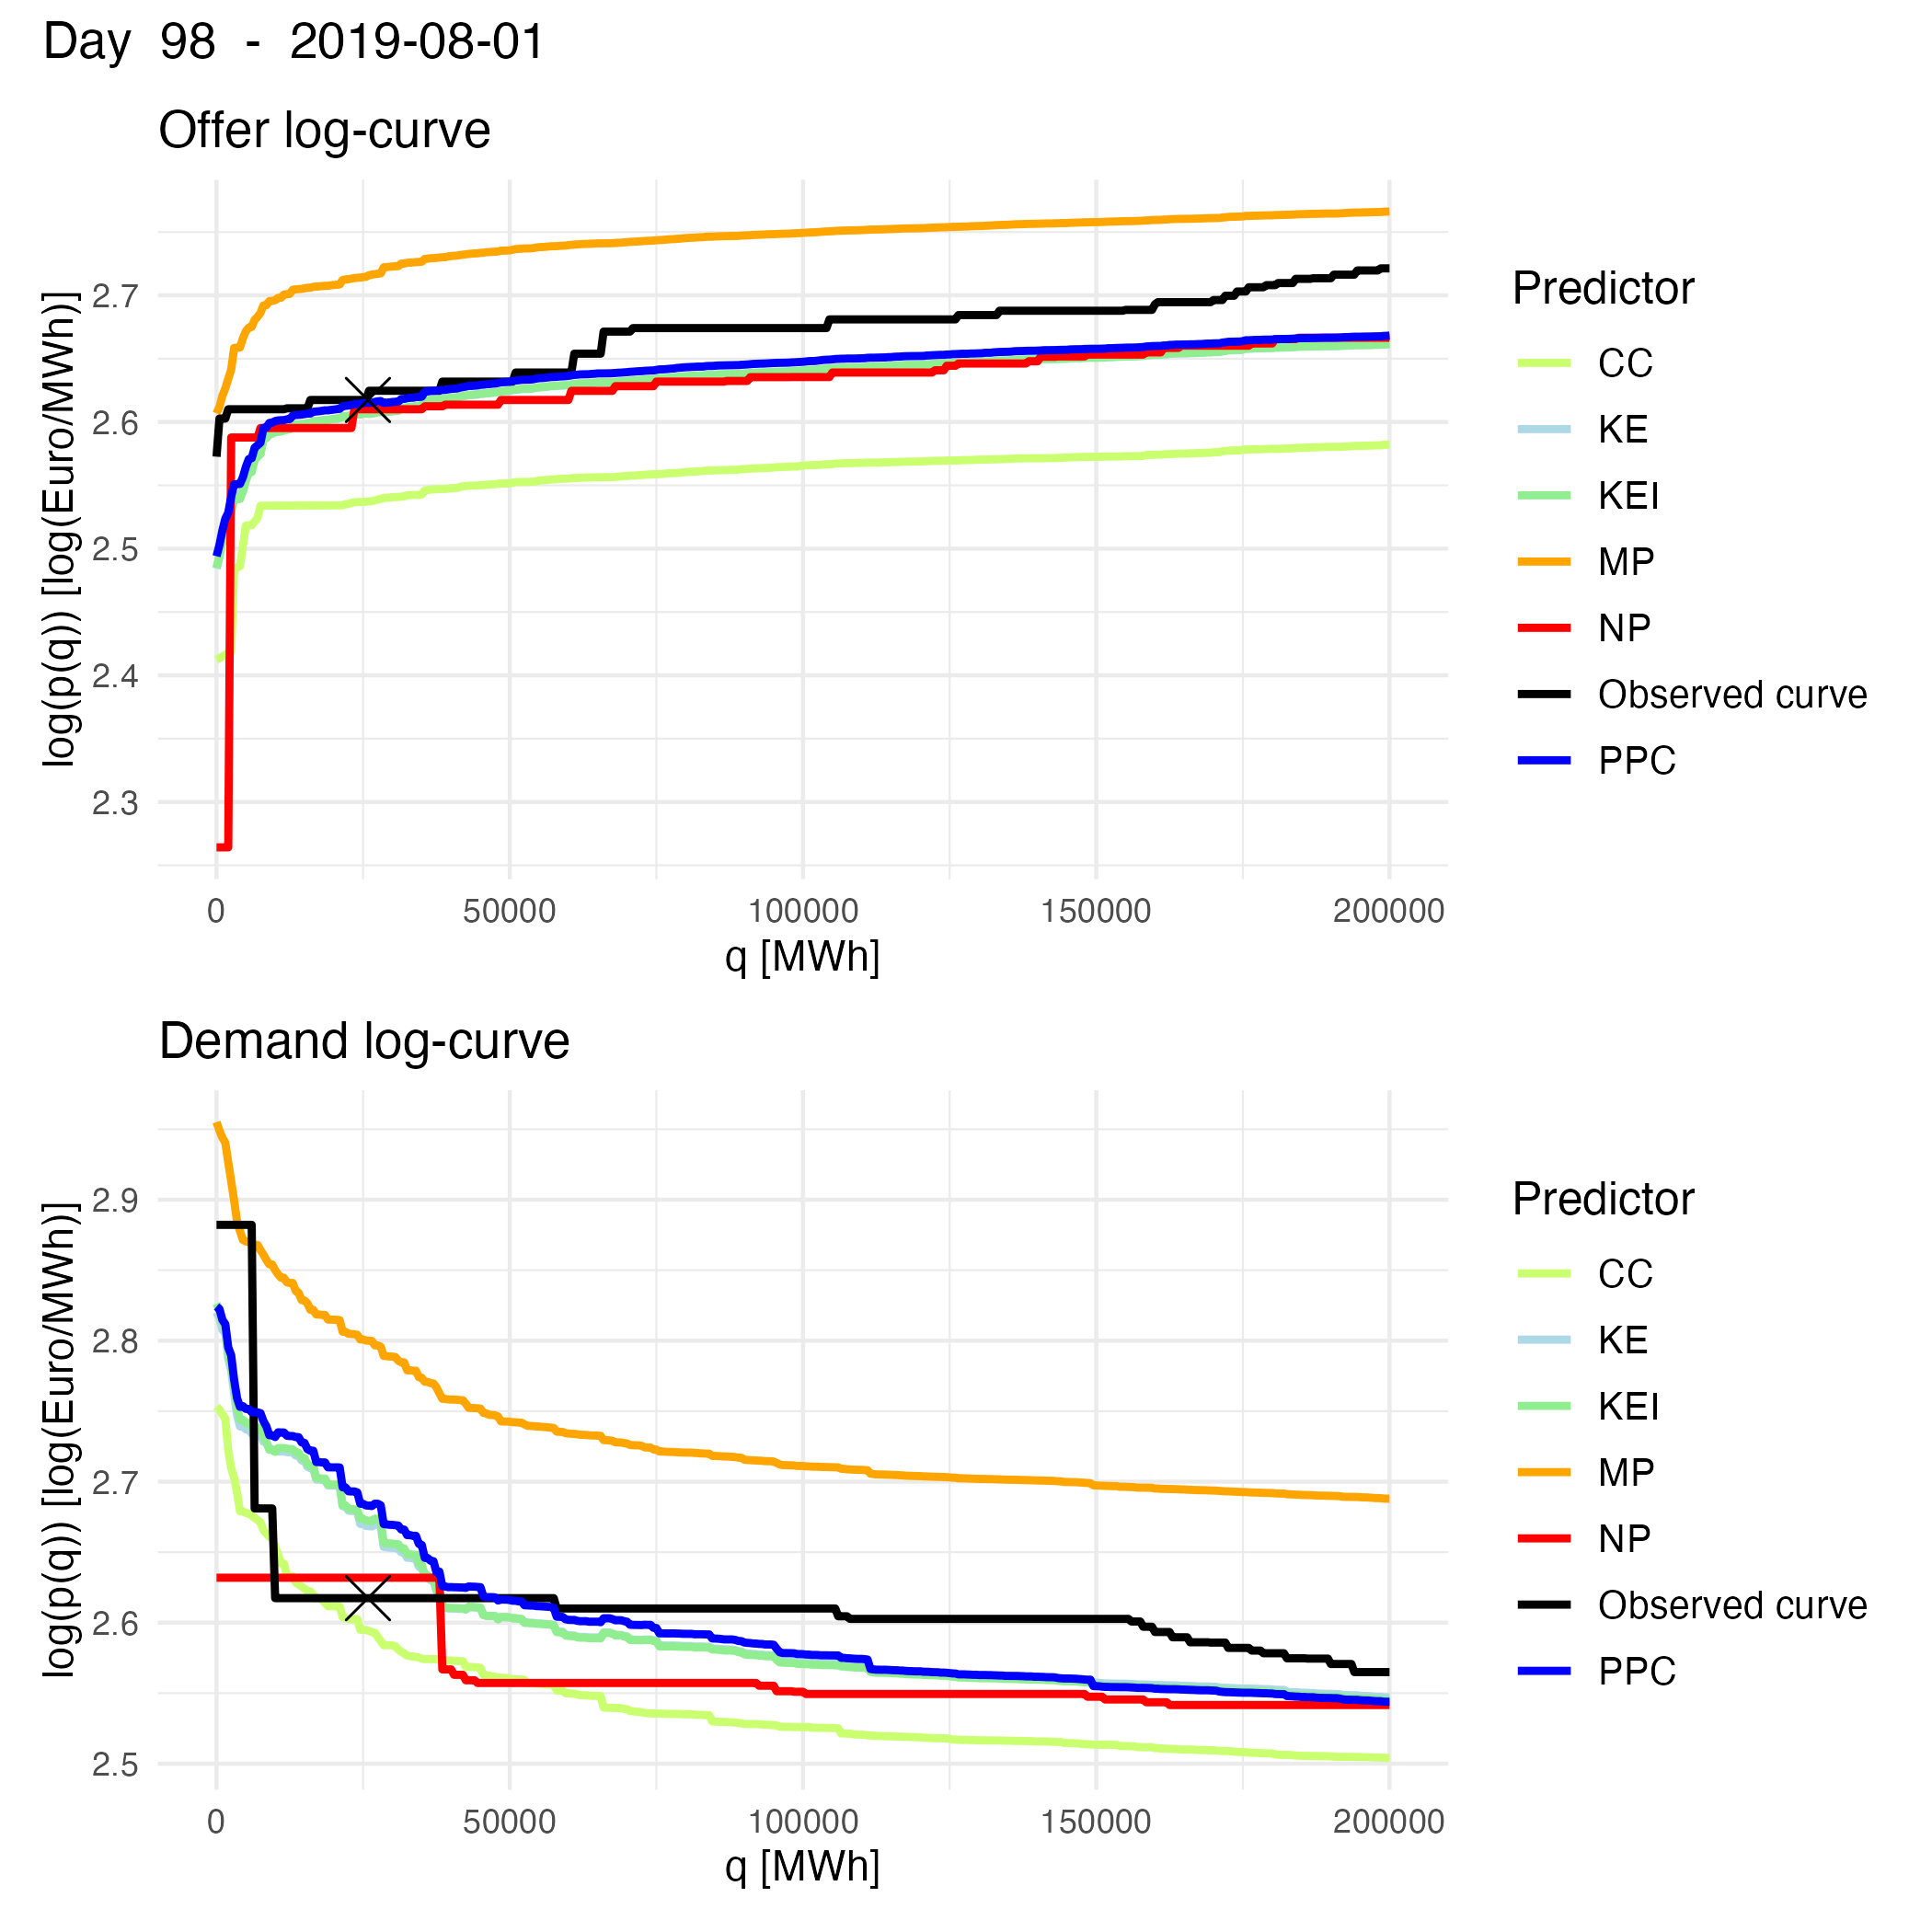 Day 98 - 2019-08-01
Offer log-curve
log(p(q)) [log(Euro/MWh)]
2.7
2.6
2.5
2.4
2.3
0 50000 100000 150000 200000
q [MWh]
Predictor
CC
KE
KEI
MP
NP
Observed curve
PPC
Demand log-curve
log(p(q)) [log(Euro/MWh)]
2.9
2.8
2.7
2.6
2.5
0 50000 100000 150000 200000
q [MWh]
Predictor
CC
KE
KEI
MP
NP
Observed curve
PPC